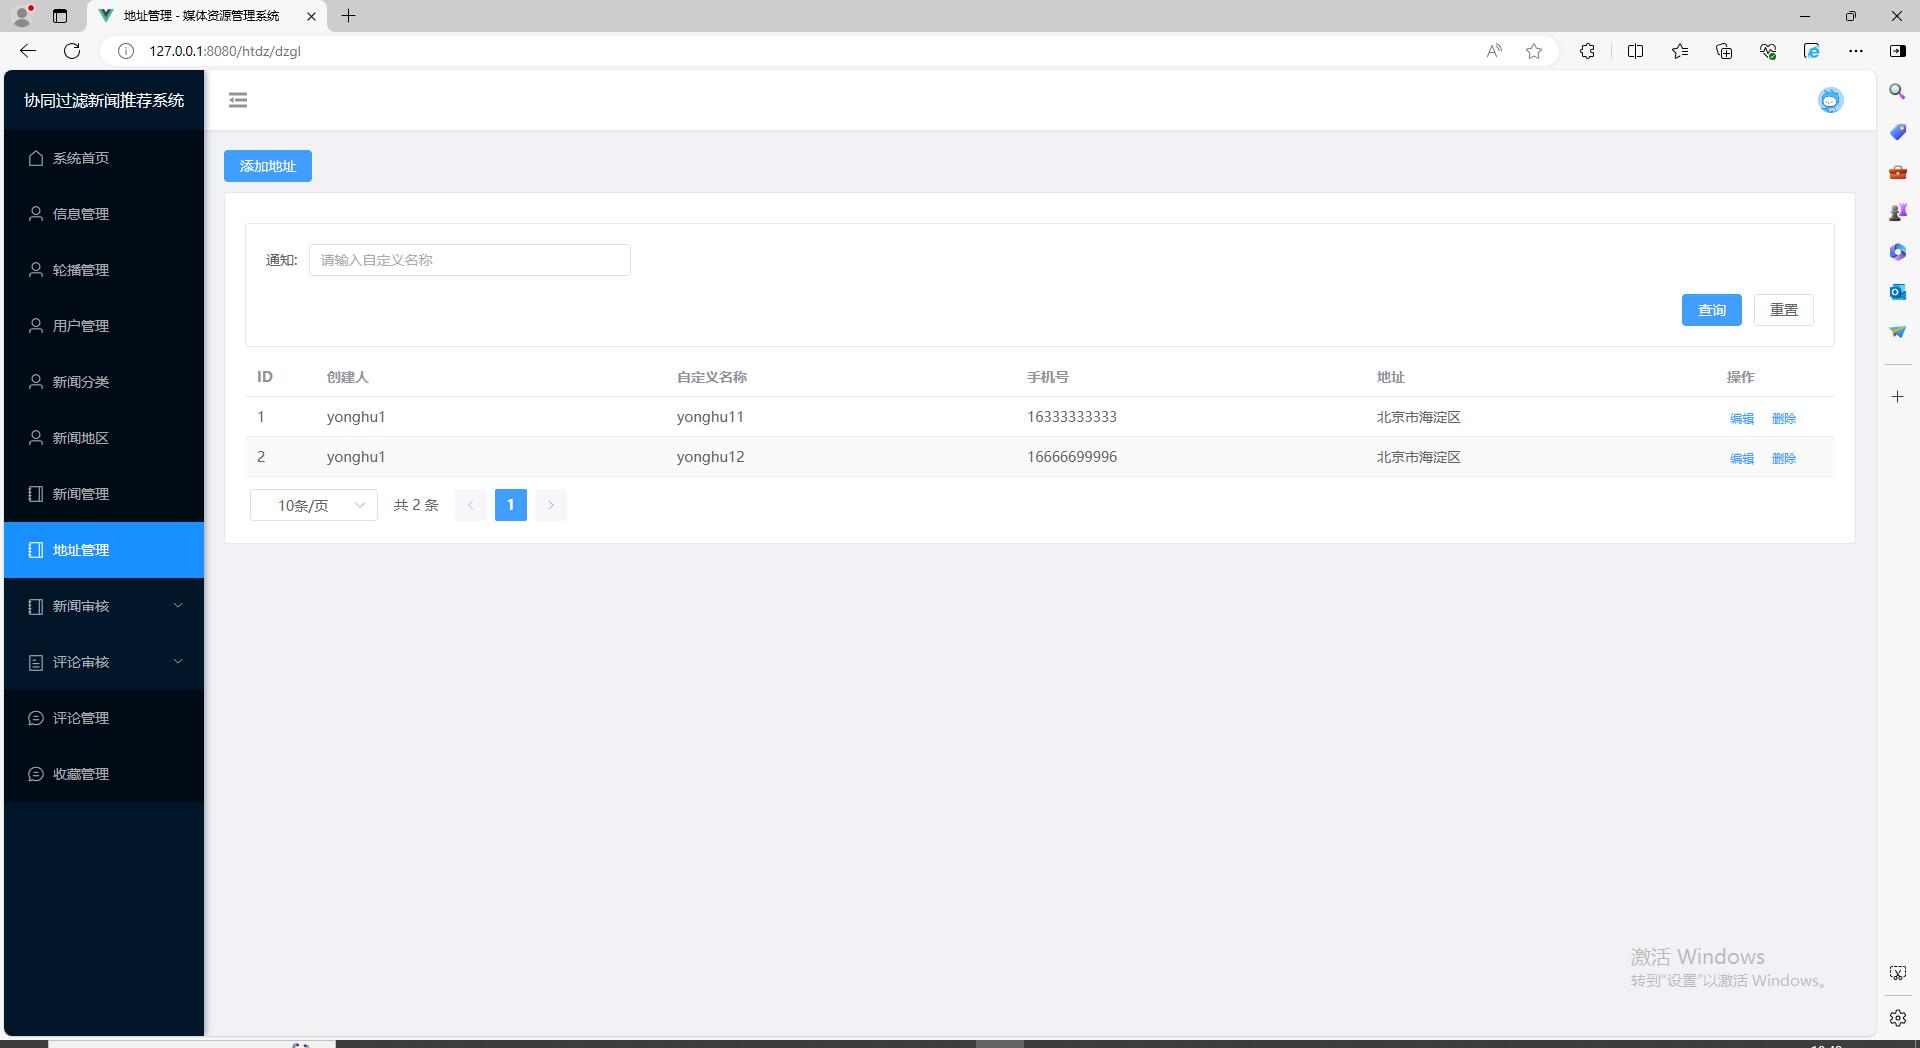 地址管理 - 媒体资源管理系统
127.0.0.1:8080/htdz/dzgl
协同过滤新闻推荐系统
系统首页
信息管理
轮播管理
用户管理
新闻分类
新闻地区
新闻管理
地址管理
新闻审核
评论审核
评论管理
收藏管理
添加地址
通知: 请输入自定义名称
查询 重置
ID 创建人 自定义名称 手机号 地址 操作
1 yonghu1 yonghu11 16333333333 北京市海淀区 编辑 删除
2 yonghu1 yonghu12 16666699996 北京市海淀区 编辑 删除
10条/页 共 2 条 1
激活 Windows
转到"设置"以激活 Windows。